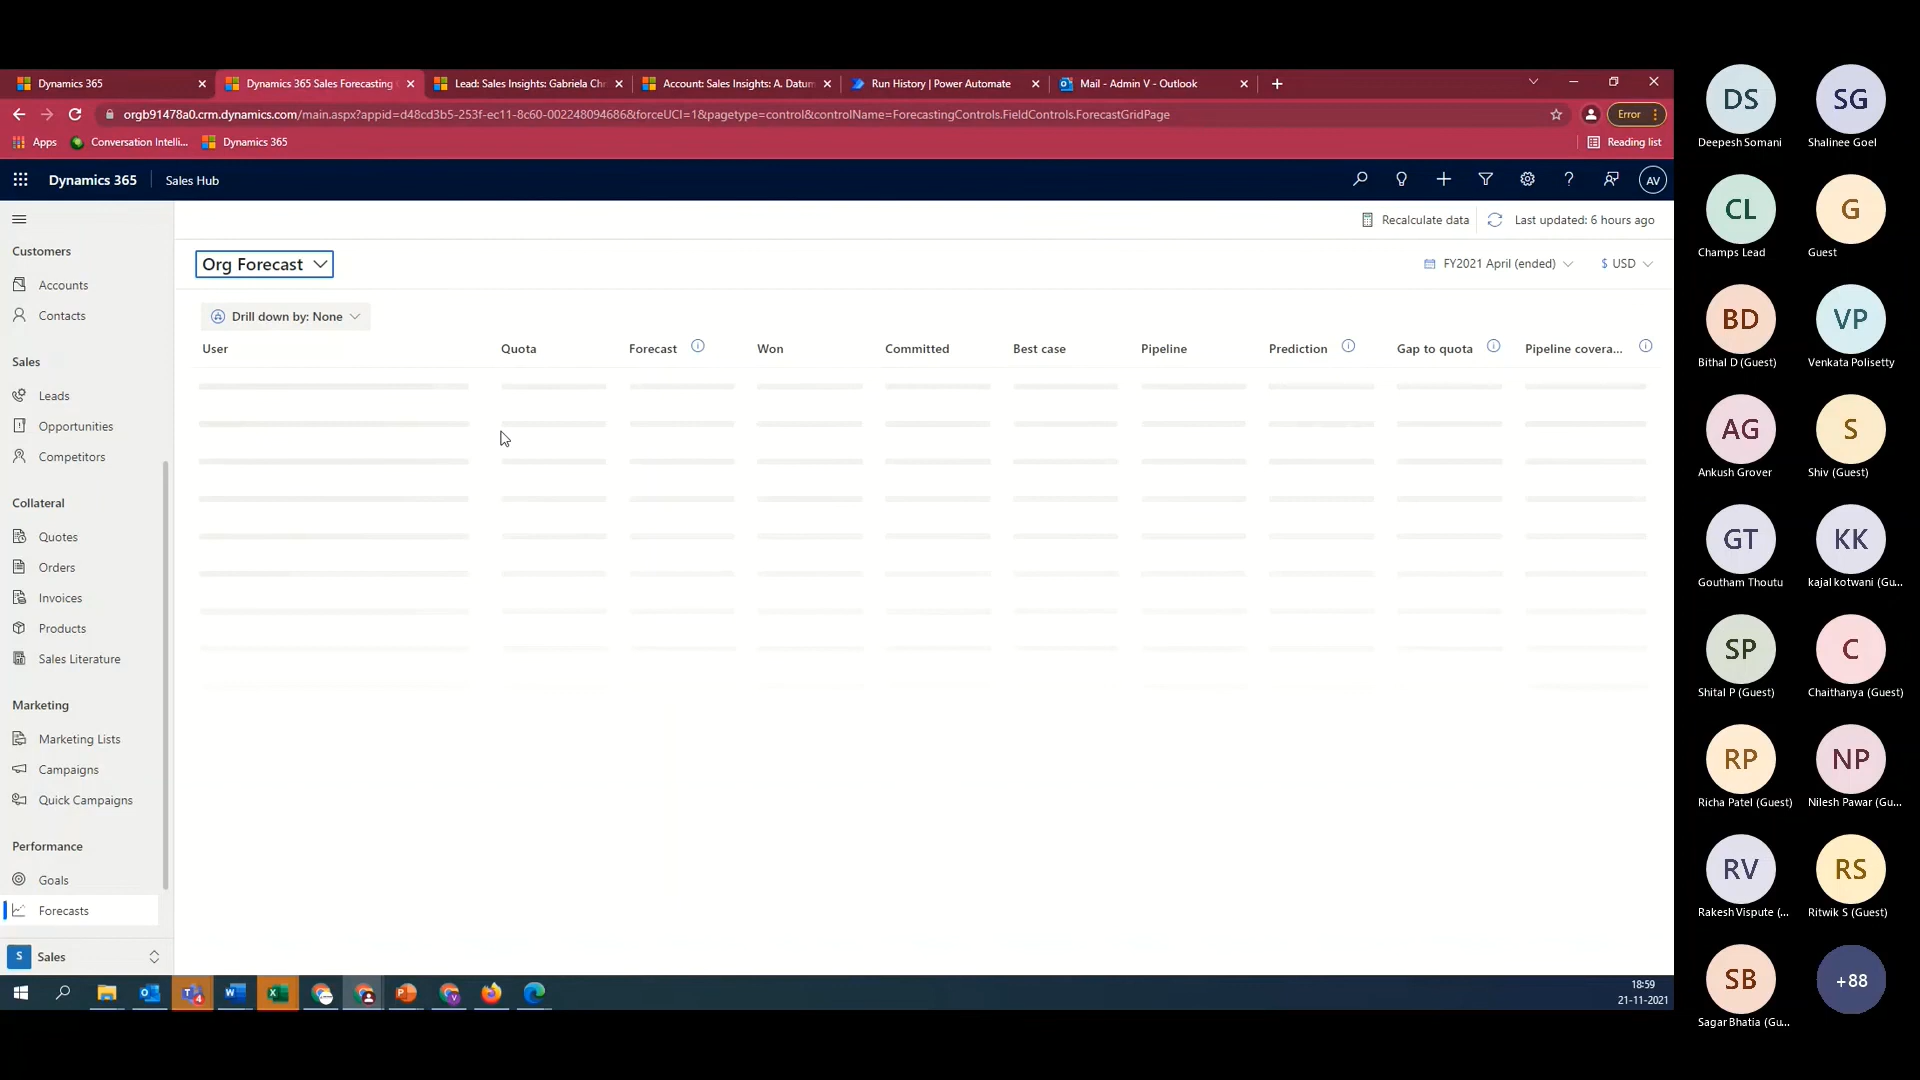 Dynamics 365
Dynamics 365 Sales Forecasting
Lead: Sales Insights: Gabriela Chr
Account: Sales Insights: A. Datum
Run History | Power Automate
Mail - Admin V - Outlook
orgb91478a0.crm.dynamics.com/main.aspx?appid=d48cd3b5-253f-ec11-8c60-002248094686&forceUCI=1&pagetype=control&controlName=ForecastingControls.FieldControls.ForecastGridPage
Error
Apps
Conversation Intelli...
Dynamics 365
Reading list
Dynamics 365
Sales Hub
AV
Recalculate data
Last updated: 6 hours ago
Org Forecast
FY2021 April (ended)
$ USD
Drill down by: None
User
Quota
Forecast
Won
Committed
Best case
Pipeline
Prediction
Gap to quota
Pipeline covera...
Customers
Accounts
Contacts
Sales
Leads
Opportunities
Competitors
Collateral
Quotes
Orders
Invoices
Products
Sales Literature
Marketing
Marketing Lists
Campaigns
Quick Campaigns
Performance
Goals
Forecasts
S
Sales
18:59
21-11-2021
DS
Deepesh Somani
SG
Shalinee Goel
CL
Champs Lead
G
Guest
BD
Bithal D (Guest)
VP
Venkata Polisetty
AG
Ankush Grover
S
Shiv (Guest)
GT
Goutham Thoutu
KK
kajal kotwani (Gu...
SP
Shital P (Guest)
C
Chaithanya (Guest)
RP
Richa Patel (Guest)
NP
Nilesh Pawar (Gu...
RV
Rakesh Vispute (...
RS
Ritwik S (Guest)
SB
Sagar Bhatia (Gu...
+88